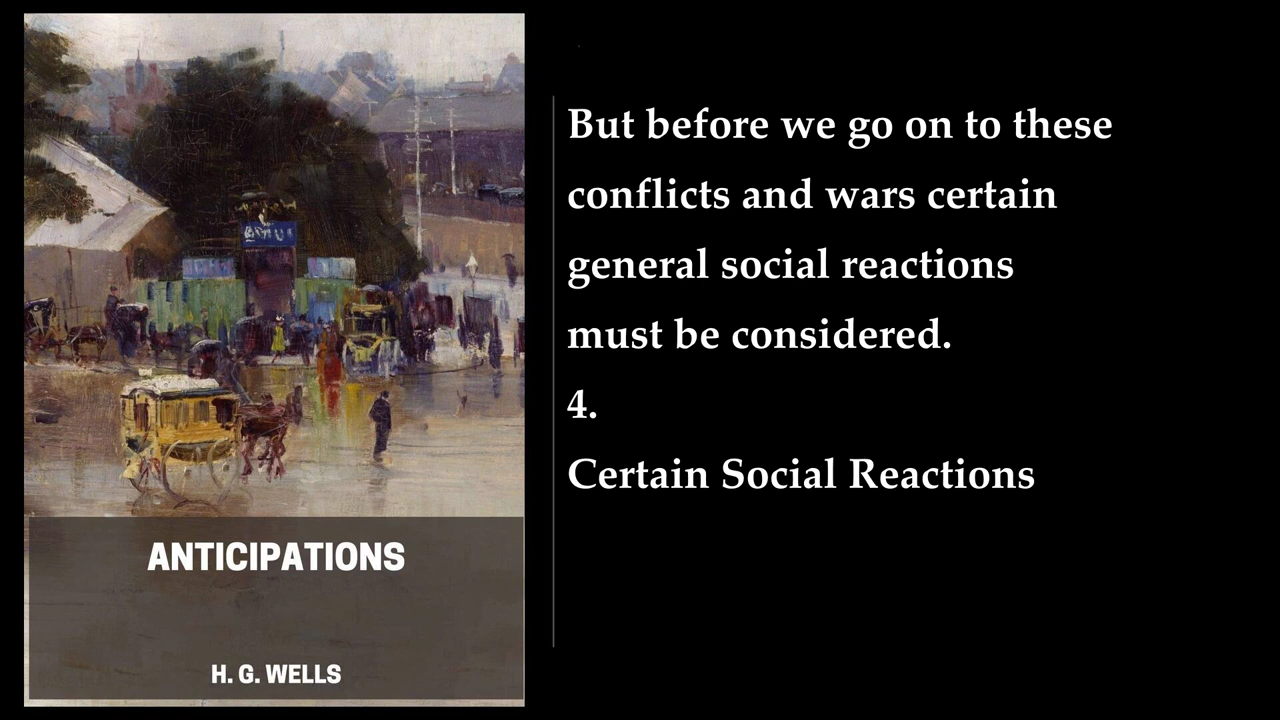 But before we go on to these
conflicts and wars certain
general social reactions
must be considered.
4.
Certain Social Reactions
ANTICIPATIONS
H. G. WELLS